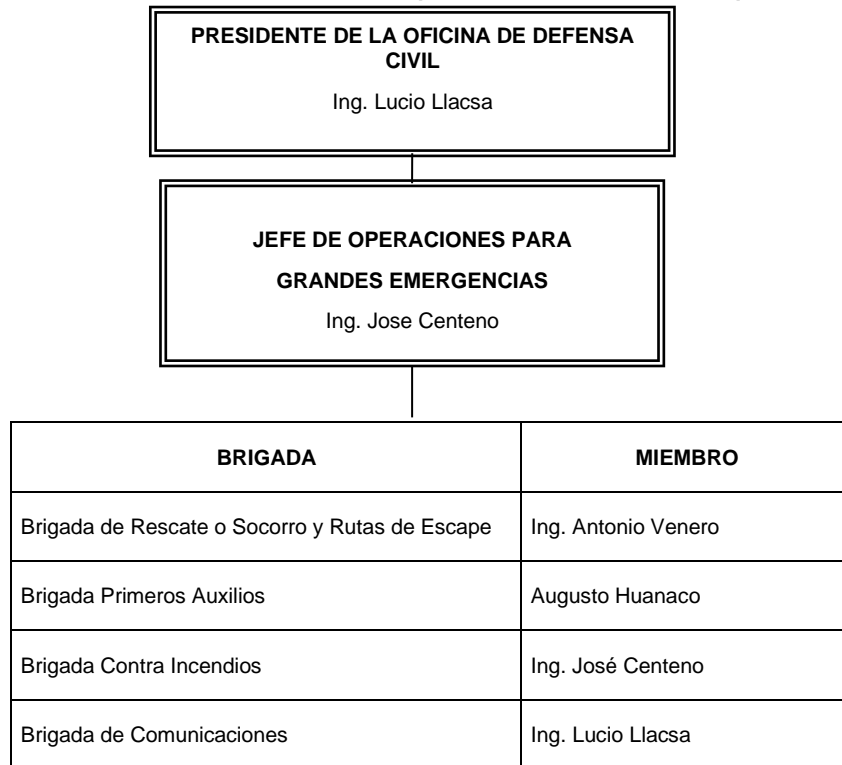 PRESIDENTE DE LA OFICINA DE DEFENSA
CIVIL
Ing. Lucio Llacsa
JEFE DE OPERACIONES PARA
GRANDES EMERGENCIAS
Ing. Jose Centeno
BRIGADA MIEMBRO
Brigada de Rescate o Socorro y Rutas de Escape Ing. Antonio Venero
Brigada Primeros Auxilios Augusto Huanaco
Brigada Contra Incendios Ing. José Centeno
Brigada de Comunicaciones Ing. Lucio Llacsa